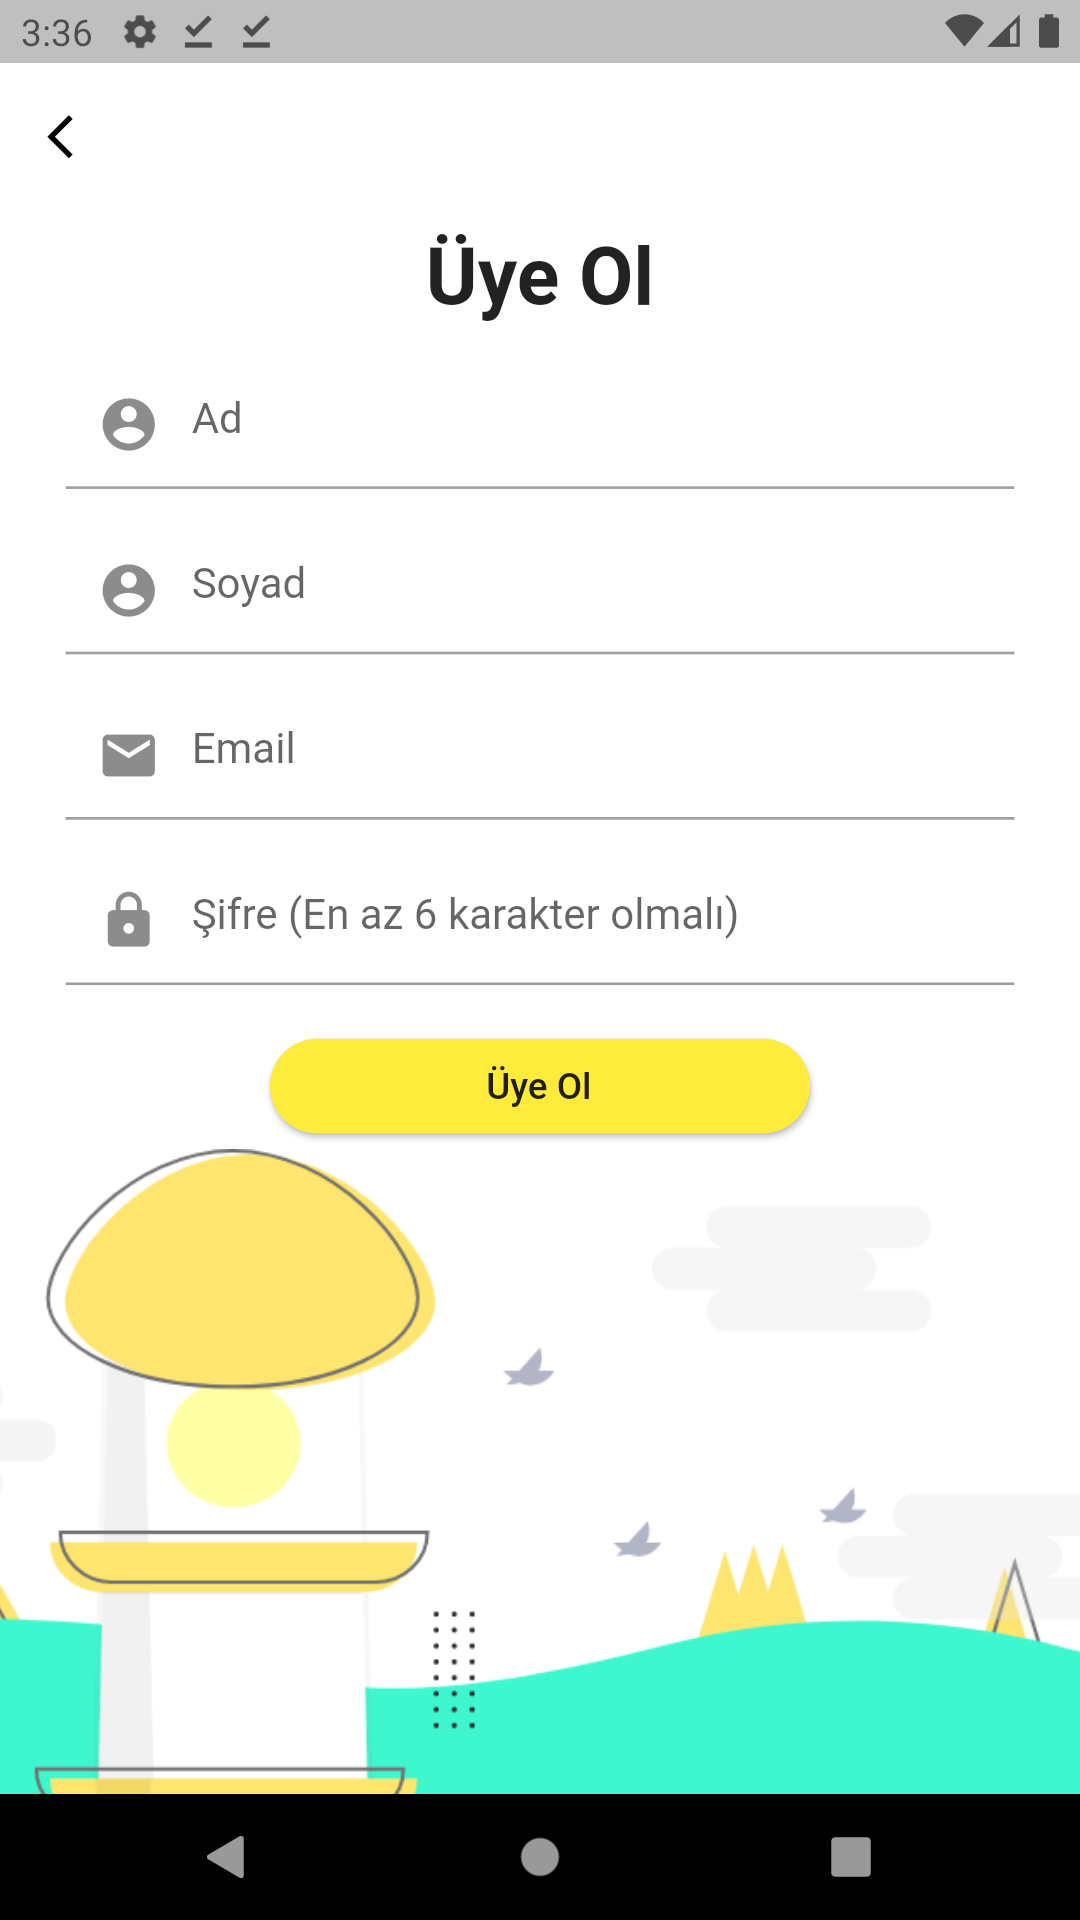 3:36
Üye Ol
Ad
Soyad
Email
Şifre (En az 6 karakter olmalı)
Üye Ol